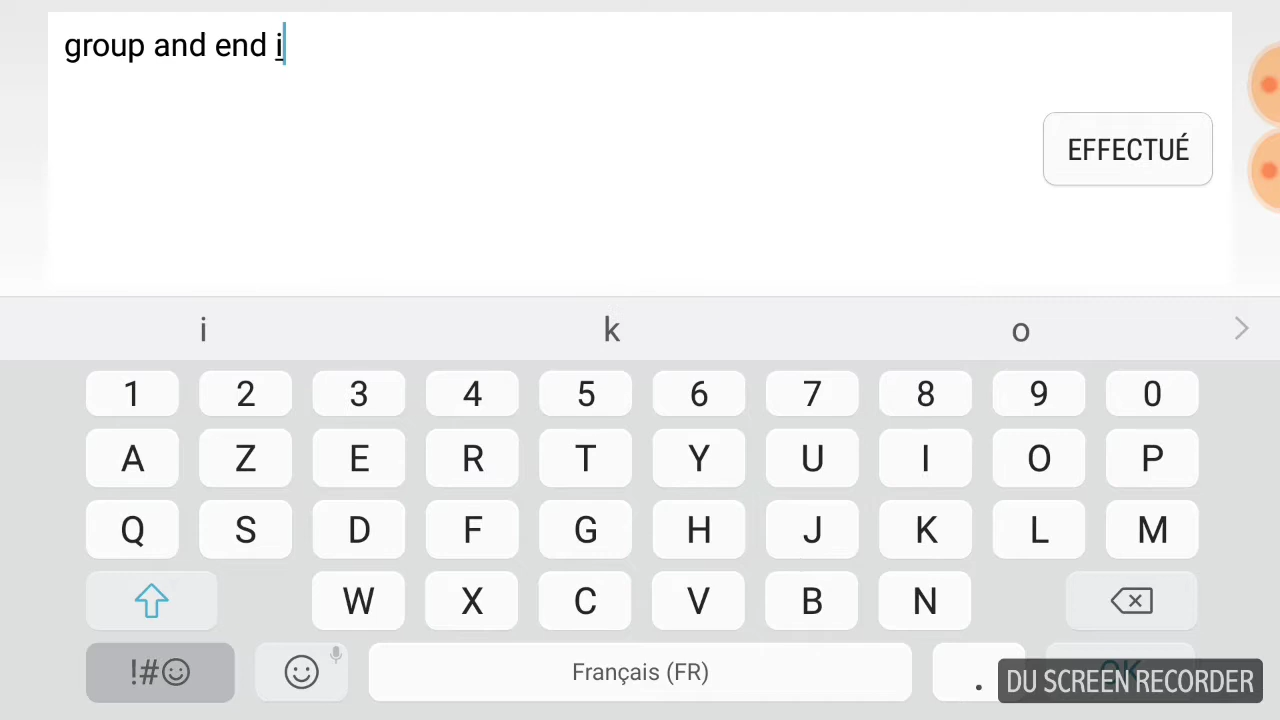 group and end i
EFFECTUÉ
i k o
1 2 3 4 5 6 7 8 9 0
A Z E R T Y U I O P
Q S D F G H J K L M
W X C V B N
!#☺ Français (FR) . OK
DU SCREEN RECORDER